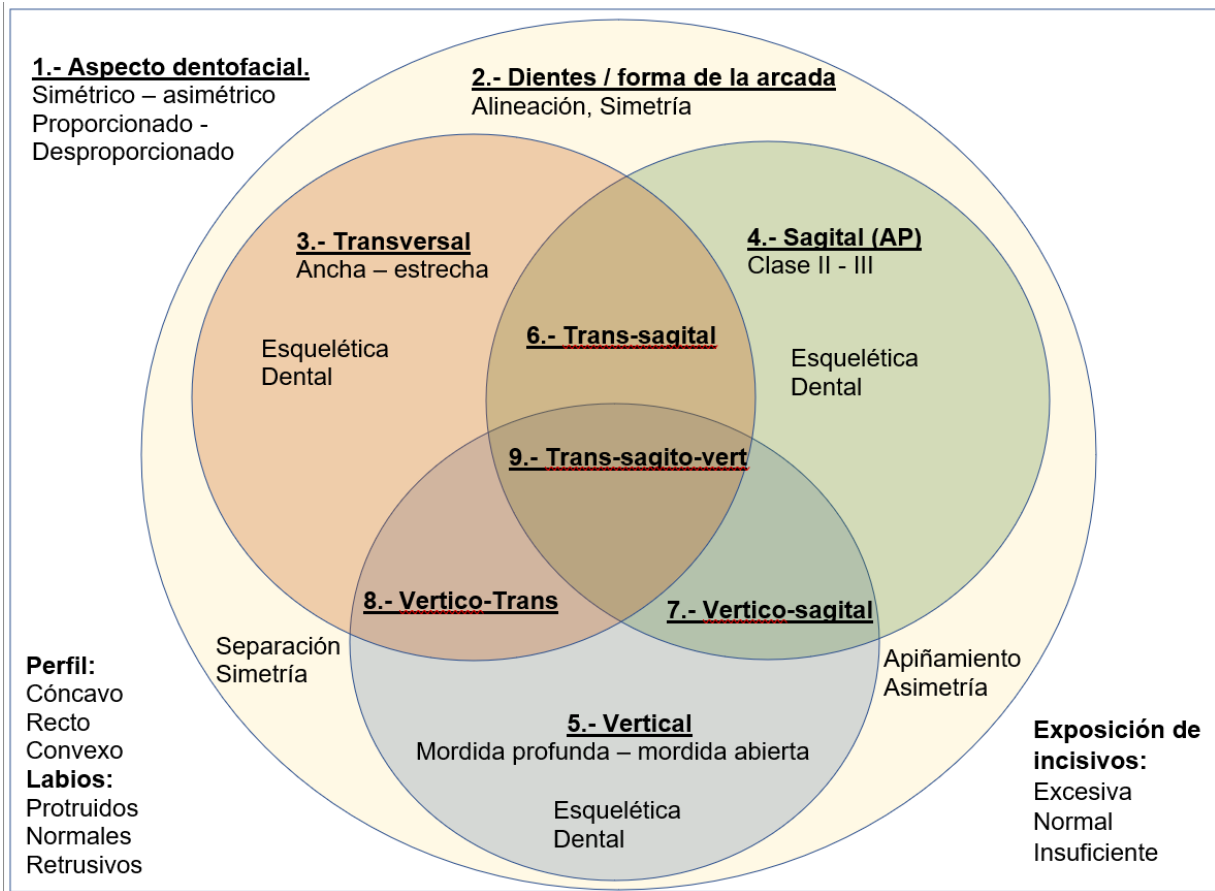 1.- Aspecto dentofacial.
Simétrico – asimétrico
Proporcionado -
Desproporcionado
2.- Dientes / forma de la arcada
Alineación, Simetría
3.- Transversal
Ancha – estrecha
Esquelética
Dental
4.- Sagital (AP)
Clase II - III
Esquelética
Dental
6.- Trans-sagital
9.- Trans-sagito-vert
8.- Vertico-Trans
7.- Vertico-sagital
Separación
Simetría
Apiñamiento
Asimetría
5.- Vertical
Mordida profunda – mordida abierta
Esquelética
Dental
Perfil:
Cóncavo
Recto
Convexo
Labios:
Protruidos
Normales
Retrusivos
Exposición de
incisivos:
Excesiva
Normal
Insuficiente